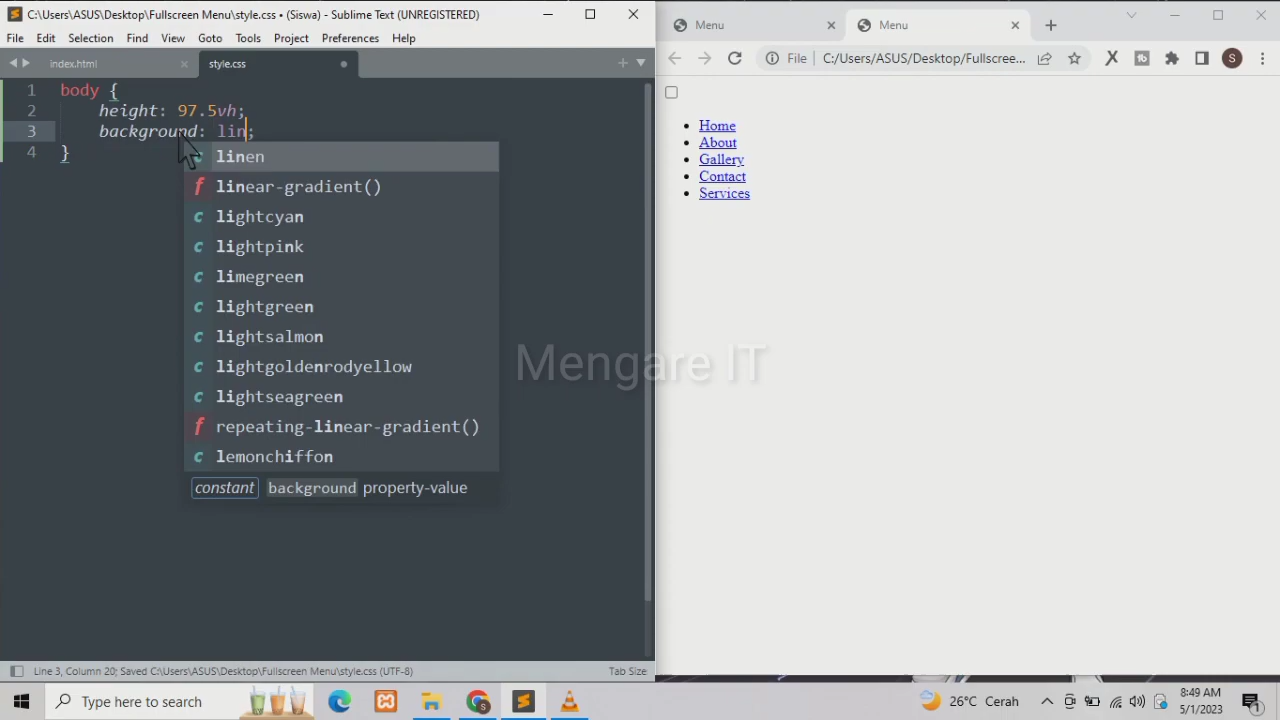 C:\Users\ASUS\Desktop\Fullscreen Menu\style.css • (Siswa) - Sublime Text (UNREGISTERED)
File Edit Selection Find View Goto Tools Project Preferences Help
index.html
style.css
1 body {
2 height: 97.5vh;
3 background: lin;
4 }
linen
f linear-gradient()
c lightcyan
c lightpink
c limegreen
c lightgreen
c lightsalmon
c lightgoldenrodyellow
c lightseagreen
f repeating-linear-gradient()
c lemonchiffon
constant background property-value
Line 3, Column 20; Saved C:\Users\ASUS\Desktop\Fullscreen Menu\style.css (UTF-8)
Tab Size
Menu
Menu
File C:/Users/ASUS/Desktop/Fullscree...
X
tb
S
Home
About
Gallery
Contact
Services
Mengare IT
Type here to search
26°C Cerah
8:49 AM
5/1/2023
1